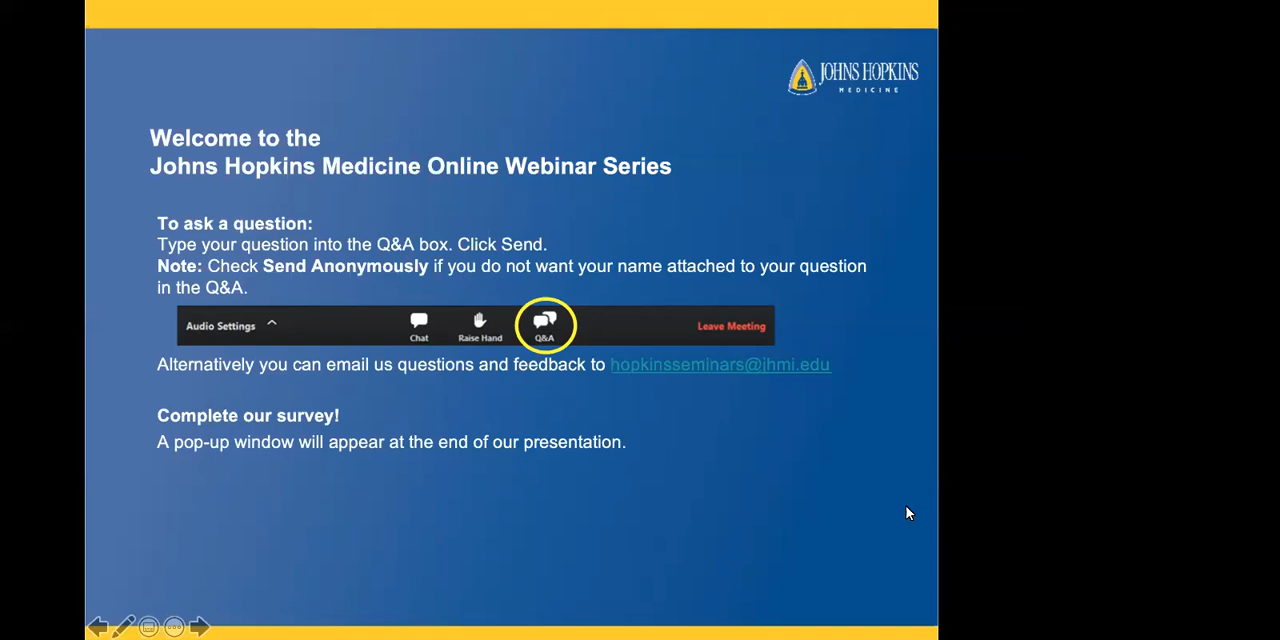 JOHNS HOPKINS
MEDICINE
Welcome to the
Johns Hopkins Medicine Online Webinar Series
To ask a question:
Type your question into the Q&A box. Click Send.
Note: Check Send Anonymously if you do not want your name attached to your question
in the Q&A.
Audio Settings
Chat
Raise Hand
Q&A
Leave Meeting
Alternatively you can email us questions and feedback to hopkinsseminars@jhmi.edu
Complete our survey!
A pop-up window will appear at the end of our presentation.